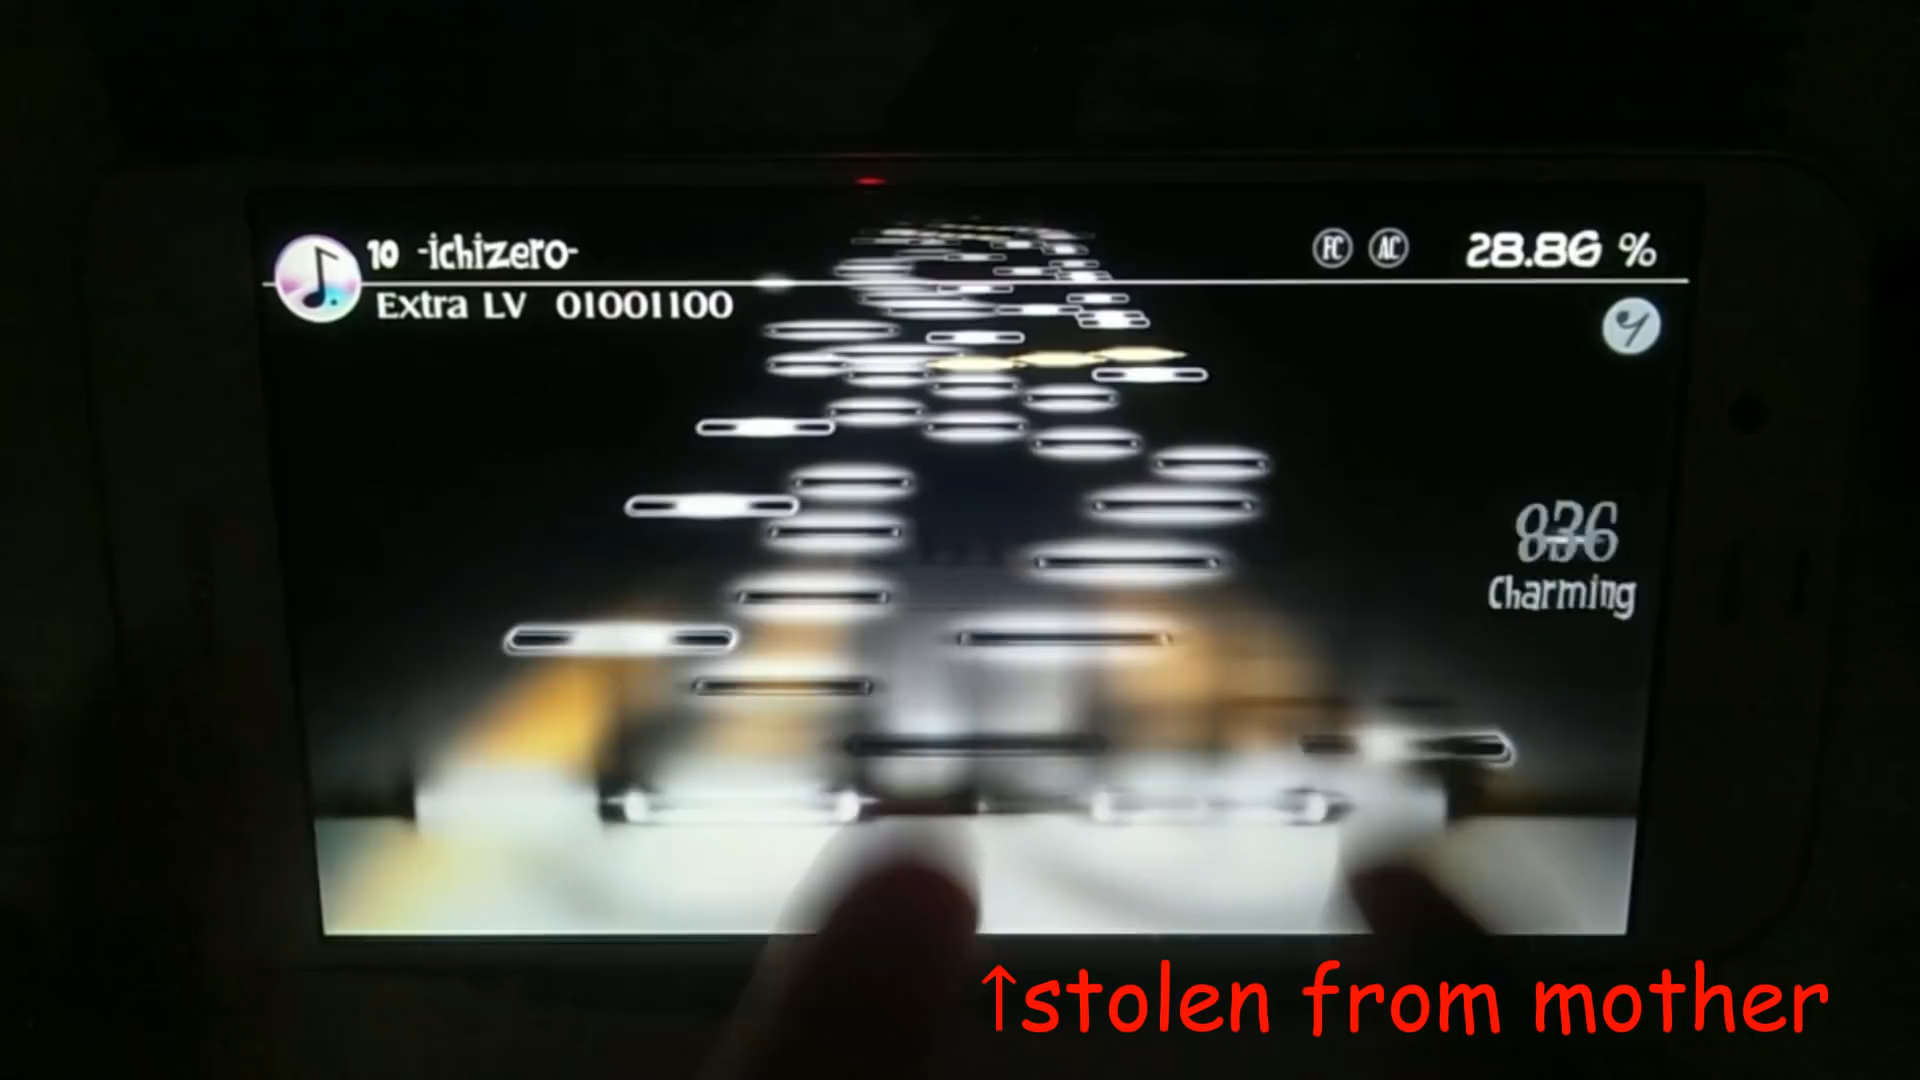 10 -ichizero-
FC AC 28.86 %
Extra LV 01001100
836
Charming
↑stolen from mother